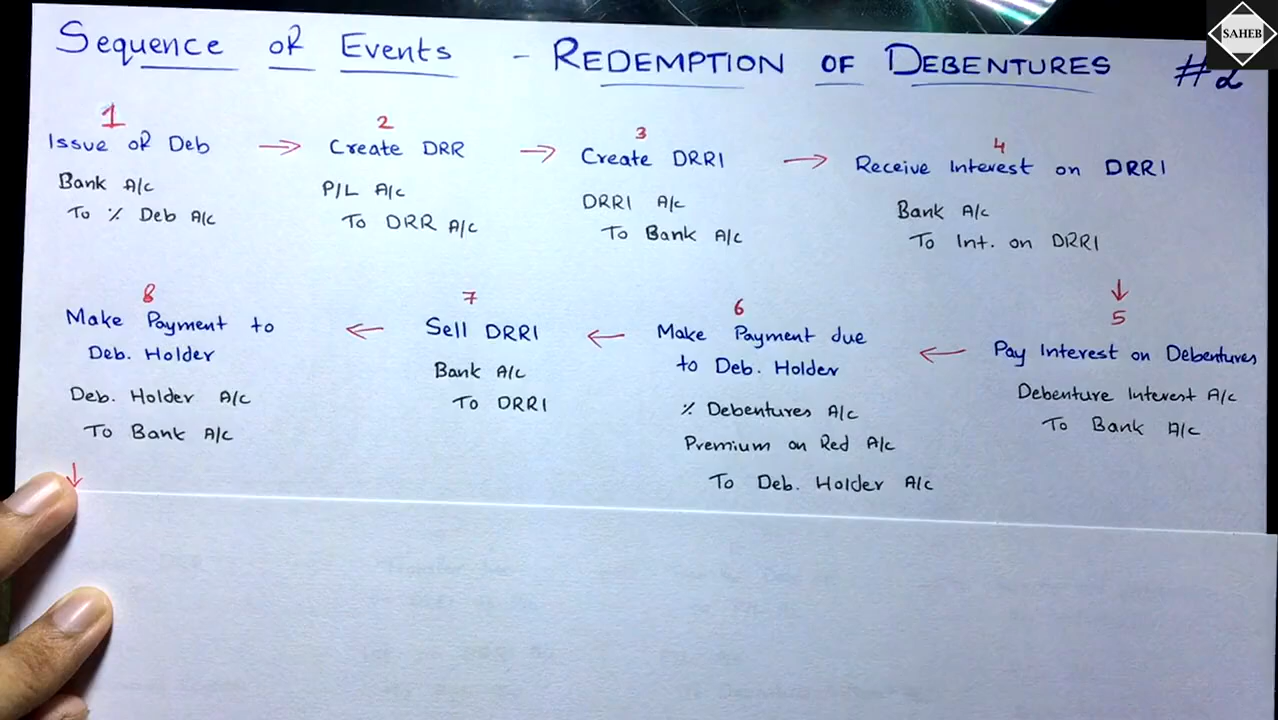 Sequence of Events - REDEMPTION OF DEBENTURES #2
SAHEB
1
Issue of Deb
Bank A/c
To % Deb A/c
→
2
Create DRR
P/L A/c
To DRR A/c
→
3
Create DRRI
DRRI A/c
To Bank A/c
→
4
Receive Interest on DRRI
Bank A/c
To Int. on DRRI
↓
5
Pay Interest on Debentures
Debenture Interest A/c
To Bank A/c
←
6
Make Payment due
to Deb. Holder
% Debentures A/c
Premium on Red A/c
To Deb. Holder A/c
←
7
Sell DRRI
Bank A/c
To DRRI
←
8
Make Payment to
Deb. Holder
Deb. Holder A/c
To Bank A/c
↓